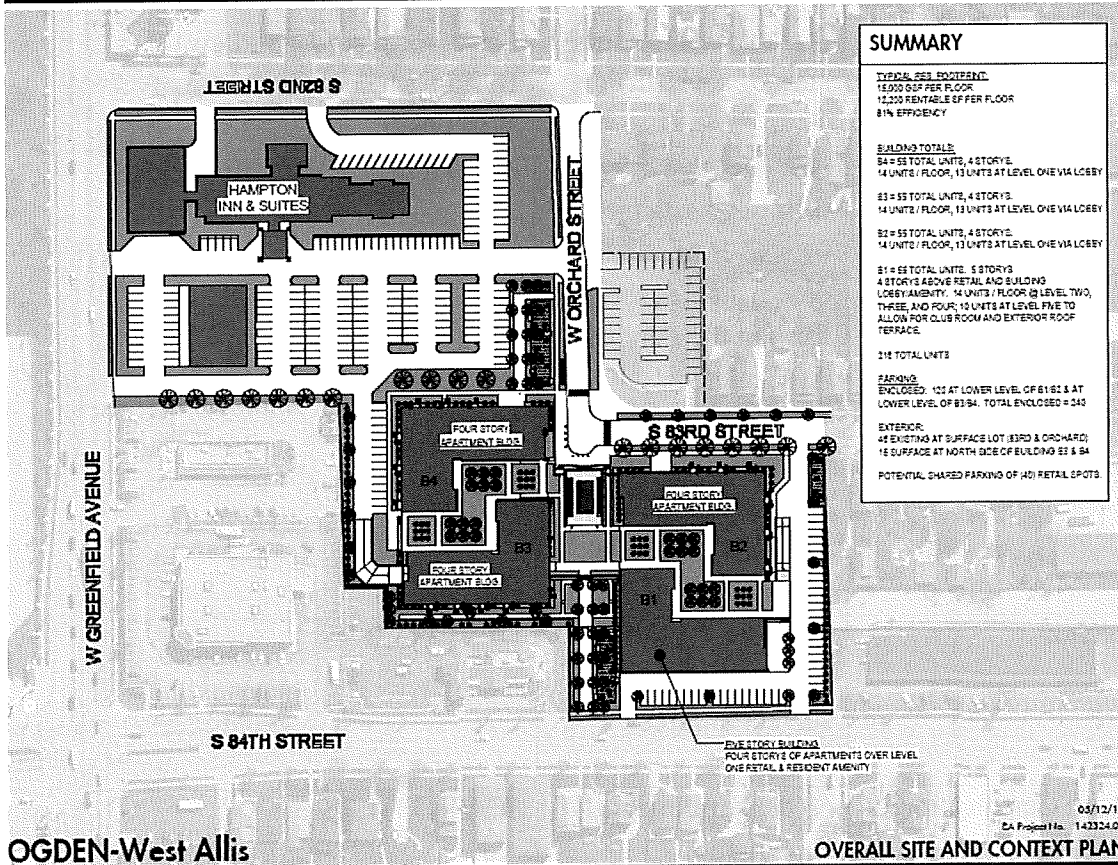 SUMMARY
TYPICAL RES. FOOTPRINT:
15,000 GSF PER FLOOR
12,200 RENTABLE SF PER FLOOR
81% EFFICIENCY
BUILDING TOTALS:
B4 = 55 TOTAL UNITS, 4 STORYS.
14 UNITS / FLOOR, 13 UNITS AT LEVEL ONE VIA LOBBY
B3 = 55 TOTAL UNITS, 4 STORYS.
14 UNITS / FLOOR, 13 UNITS AT LEVEL ONE VIA LOBBY
B2 = 55 TOTAL UNITS, 4 STORYS.
14 UNITS / FLOOR, 13 UNITS AT LEVEL ONE VIA LOBBY
TOTAL UNITS. 5 STORYS
4 STORYS ABOVE RETAIL AND BUILDING
LOBBY/AMENITY. 14 UNITS / FLOOR @ LEVEL TWO,
THREE, AND FOUR; 10 UNITS AT LEVEL FIVE TO
ALLOW FOR CLUB ROOM AND EXTERIOR ROOF
TERRACE.
TOTAL UNITS
PARKING
ENCLOSED: AT LOWER LEVEL OF B1/B2 & AT
LOWER LEVEL OF B3/B4. TOTAL ENCLOSED =
EXTERIOR:
EXISTING AT SURFACE LOT (83RD & ORCHARD)
SURFACE AT NORTH SIDE OF BUILDING & B4
POTENTIAL SHARED PARKING OF (40) RETAIL SPOTS.
S 82ND STREET
HAMPTON
INN & SUITES
W ORCHARD STREET
S 83RD STREET
W GREENFIELD AVENUE
FOUR STORY
APARTMENT BLDG.
B4
B3
FOUR STORY
APARTMENT BLDG.
FOUR STORY
APARTMENT BLDG.
B2
B1
S 84TH STREET
FIVE STORY BUILDING
FOUR STORYS OF APARTMENTS OVER LEVEL
ONE RETAIL & RESIDENT AMENITY
03/12/1
EA Project No. 142324.0
OGDEN-West Allis
OVERALL SITE AND CONTEXT PLAN